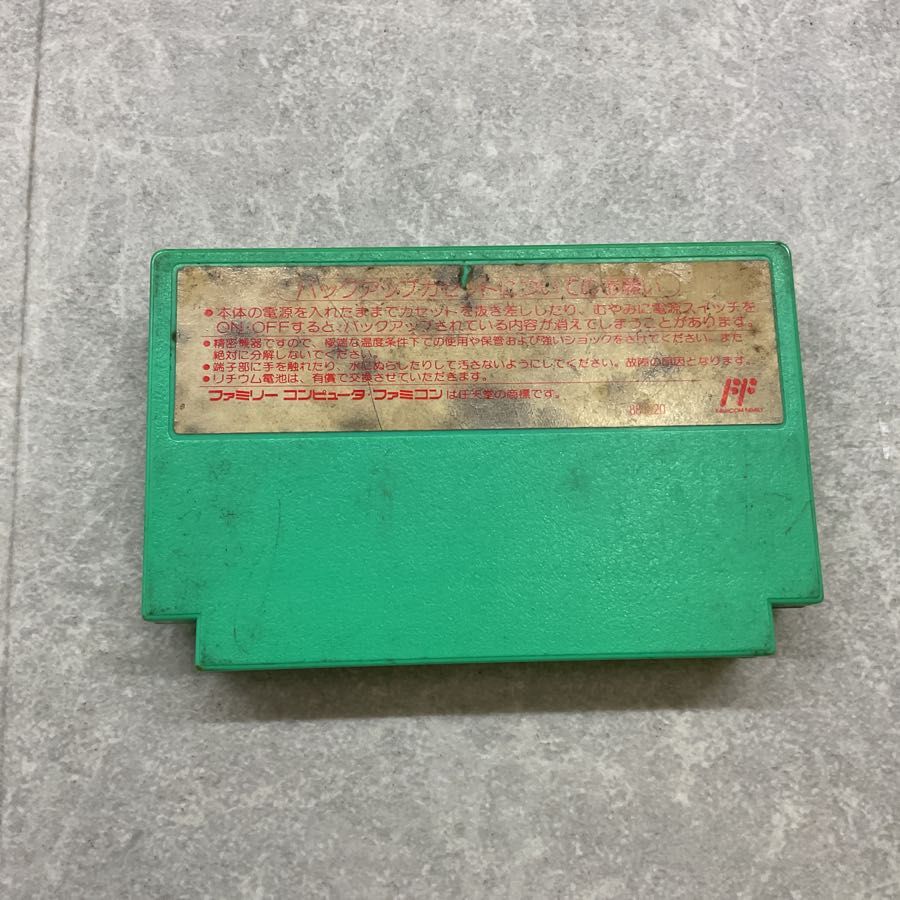 バックアップカセットについてのお願い
●本体の電源を入れたままでカセットを抜き差ししたり、むやみに電源スイッチを
ON・OFFすると、バックアップされている内容が消えてしまうことがあります。
●精密機器ですので、極端な温度条件下での使用や保管および強いショックをさけてください。また
絶対に分解しないでください。
●端子部に手を触れたり、水にぬらしたりして汚さないようにしてください。故障の原因となります。
●リチウム電池は、有償で交換させていただきます。
ファミリー コンピュータ・ファミコン は任天堂の商標です。
FF
FAMICOM FAMILY